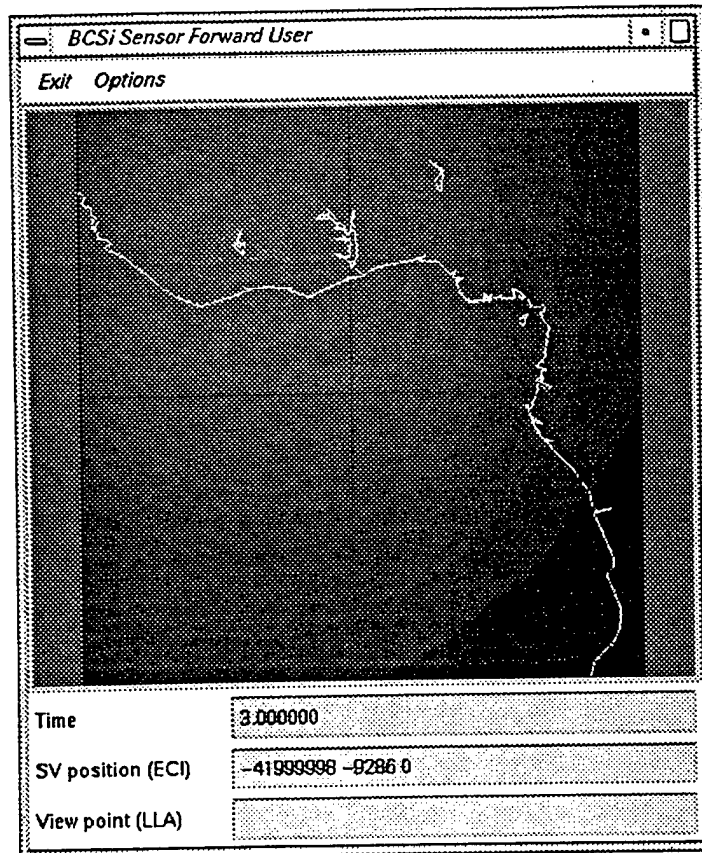 BCSi Sensor Forward User
Exit Options
Time 3.000000
SV position (ECI) -41999998 -9286 0
View point (LLA)